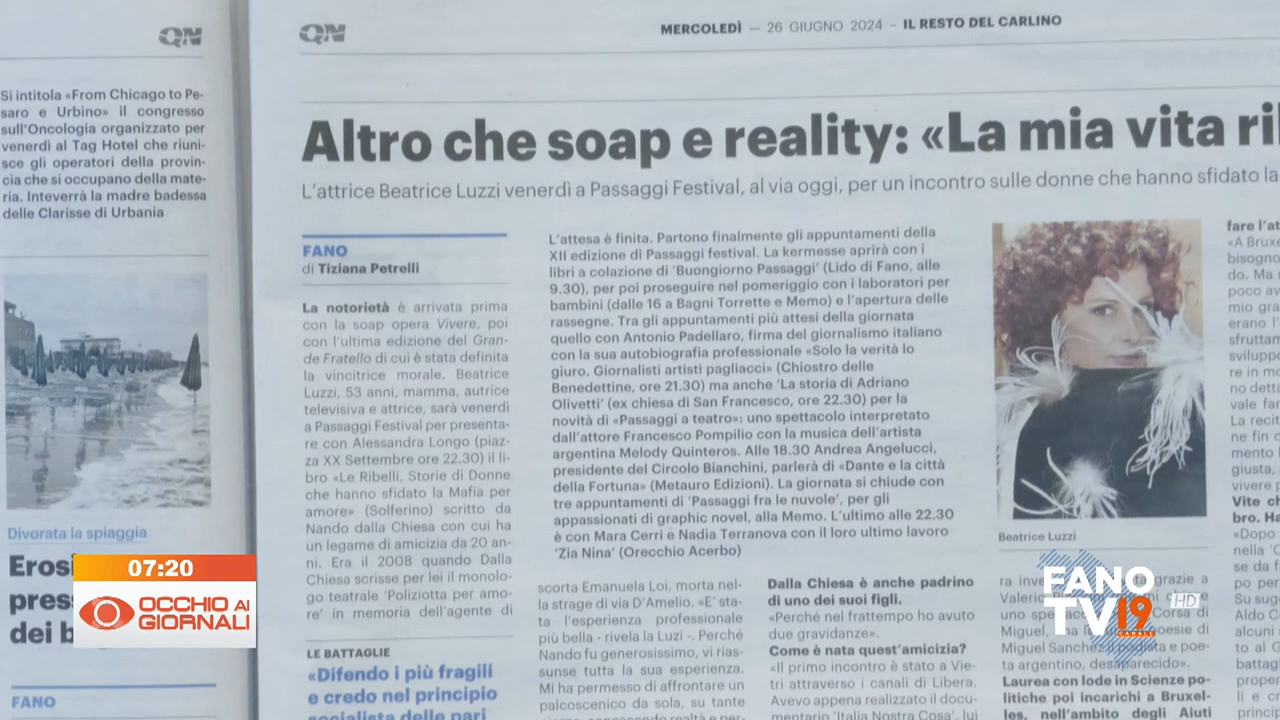 QN
Si intitola «From Chicago to Pe-
saro e Urbino» il congresso
sull'Oncologia organizzato per
venerdì al Tag Hotel che riuni-
sce gli operatori della provin-
cia che si occupano della mate-
ria. Inteverrà la madre badessa
delle Clarisse di Urbania
Divorata la spiaggia
FANO
QN
MERCOLEDÌ — 26 GIUGNO 2024 – IL RESTO DEL CARLINO
Altro che soap e reality: «La mia vita
L'attrice Beatrice Luzzi venerdì a Passaggi Festival, al via oggi, per un incontro sulle donne che hanno sfidato la
FANO
di Tiziana Petrelli
La notorietà è arrivata prima
con la soap opera Vivere, poi
con l'ultima edizione del Gran-
de Fratello di cui è stata definita
la vincitrice morale. Beatrice
Luzzi, 53 anni, mamma, autrice
televisiva e attrice, sarà venerdì
a Passaggi Festival per presenta-
re con Alessandra Longo (piaz-
za XX Settembre ore 22.30) il li-
bro «Le Ribelli. Storie di Donne
che hanno sfidato la Mafia per
amore» (Solferino) scritto da
Nando dalla Chiesa con cui ha
un legame di amicizia da 20 an-
ni. Era il 2008 quando Dalla
Chiesa scrisse per lei il monolo-
go teatrale 'Poliziotta per amo-
re' in memoria dell'agente di
LE BATTAGLIE
«Difendo i più fragili
e credo nel principio
socialista delle pari
L'attesa è finita. Partono finalmente gli appuntamenti della
XII edizione di Passaggi festival. La kermesse aprirà con i
libri a colazione di 'Buongiorno Passaggi' (Lido di Fano, alle
9.30), per poi proseguire nel pomeriggio con i laboratori per
bambini (dalle 16 a Bagni Torrette e Memo) e l'apertura delle
rassegne. Tra gli appuntamenti più attesi della giornata
quello con Antonio Padellaro, firma del giornalismo italiano
con la sua autobiografia professionale «Solo la verità lo
giuro. Giornalisti artisti pagliacci» (Chiostro delle
Benedettine, ore 21.30) ma anche 'La storia di Adriano
Olivetti' (ex chiesa di San Francesco, ore 22.30) per la
novità di «Passaggi a teatro»: uno spettacolo interpretato
dall'attore Francesco Pompilio con la musica dell'artista
argentina Melody Quinteros. Alle 18.30 Andrea Angelucci,
presidente del Circolo Bianchini, parlerà di «Dante e la città
della Fortuna» (Metauro Edizioni). La giornata si chiude con
tre appuntamenti di 'Passaggi fra le nuvole', per gli
appassionati di graphic novel, alla Memo. L'ultimo alle 22.30
è con Mara Cerri e Nadia Terranova con il loro ultimo lavoro
'Zia Nina' (Orecchio Acerbo)
scorta Emanuela Loi, morta nel-
la strage di via D'Amelio. «E' sta-
ta l'esperienza professionale
più bella - rivela la Luzi -. Perché
Nando fu generosissimo, vi rias-
sunse tutta la sua esperienza.
Mi ha permesso di affrontare un
palcoscenico da sola, su tante
Dalla Chiesa è anche padrino
di uno dei suoi figli.
«Perché nel frattempo ho avuto
due gravidanze».
Come è nata quest'amicizia?
«Il primo incontro è stato a Vie-
tri attraverso i canali di Libera.
Avevo appena realizzato il docu-
mentario 'Italia Nostra Cosa', lui
Beatrice Luzzi
Miguel
Miguel Sanchez
ta argentino, desaparecido».
Laurea con lode in Scienze po-
litiche poi incarichi a Bruxel-
les, nell'ambito degli Aiuti
07:20
OCCHIO AI
GIORNALI
FANO
TV 19 HD
CANALE